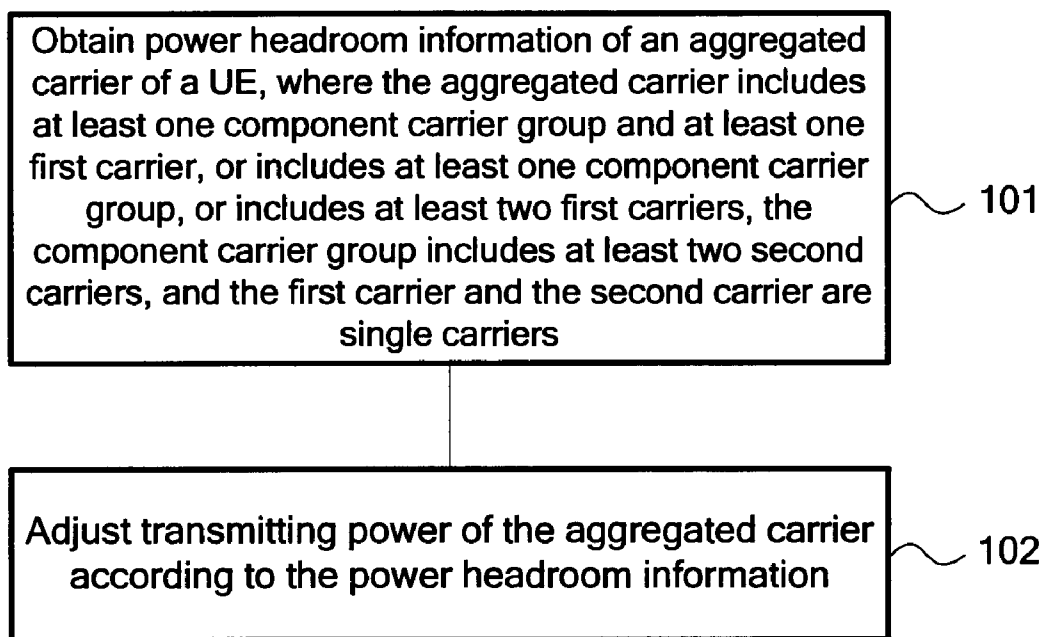 Obtain power headroom information of an aggregated
carrier of a UE, where the aggregated carrier includes
at least one component carrier group and at least one
first carrier, or includes at least one component carrier
group, or includes at least two first carriers, the
component carrier group includes at least two second
carriers, and the first carrier and the second carrier are
single carriers
101
Adjust transmitting power of the aggregated carrier
according to the power headroom information
102